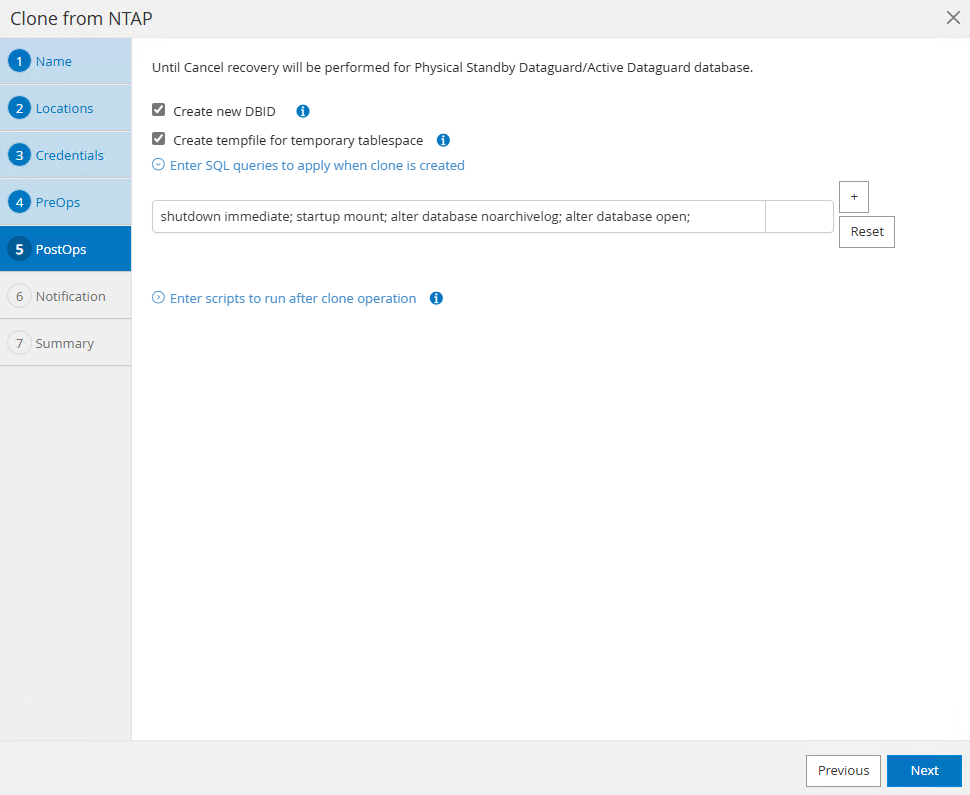 Clone from NTAP
1 Name
2 Locations
3 Credentials
4 PreOps
5 PostOps
6 Notification
7 Summary
Until Cancel recovery will be performed for Physical Standby Dataguard/Active Dataguard database.
Create new DBID
Create tempfile for temporary tablespace
Enter SQL queries to apply when clone is created
shutdown immediate; startup mount; alter database noarchivelog; alter database open;
+
Reset
Enter scripts to run after clone operation
Previous
Next